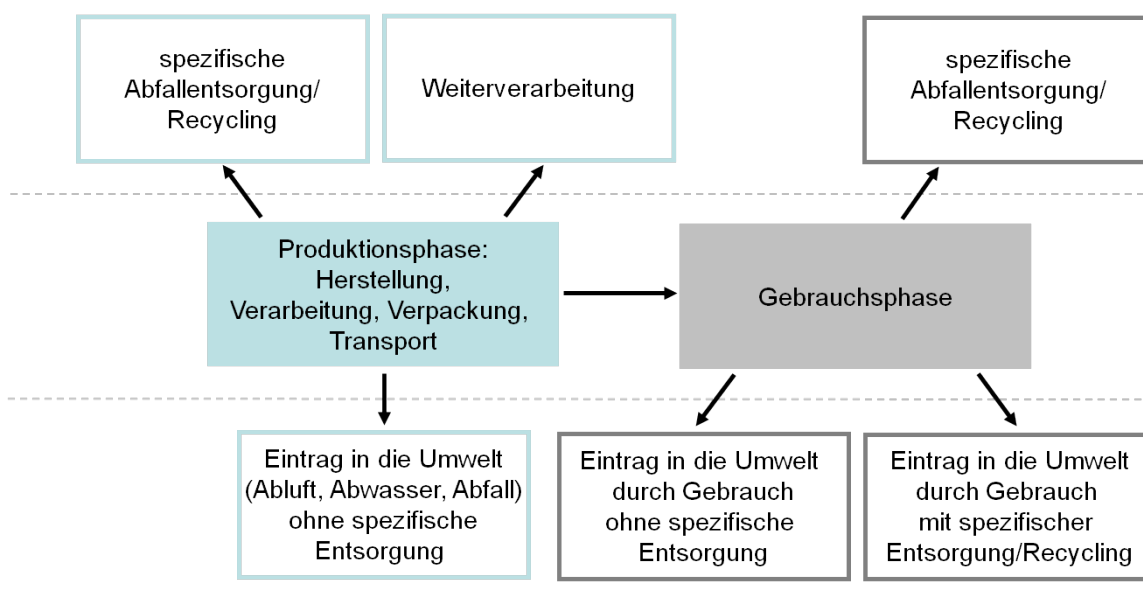 spezifische
Abfallentsorgung/
Recycling
Weiterverarbeitung
spezifische
Abfallentsorgung/
Recycling
Produktionsphase:
Herstellung,
Verarbeitung, Verpackung,
Transport
Gebrauchsphase
Eintrag in die Umwelt
(Abluft, Abwasser, Abfall)
ohne spezifische
Entsorgung
Eintrag in die Umwelt
durch Gebrauch
ohne spezifische
Entsorgung
Eintrag in die Umwelt
durch Gebrauch
mit spezifischer
Entsorgung/Recycling